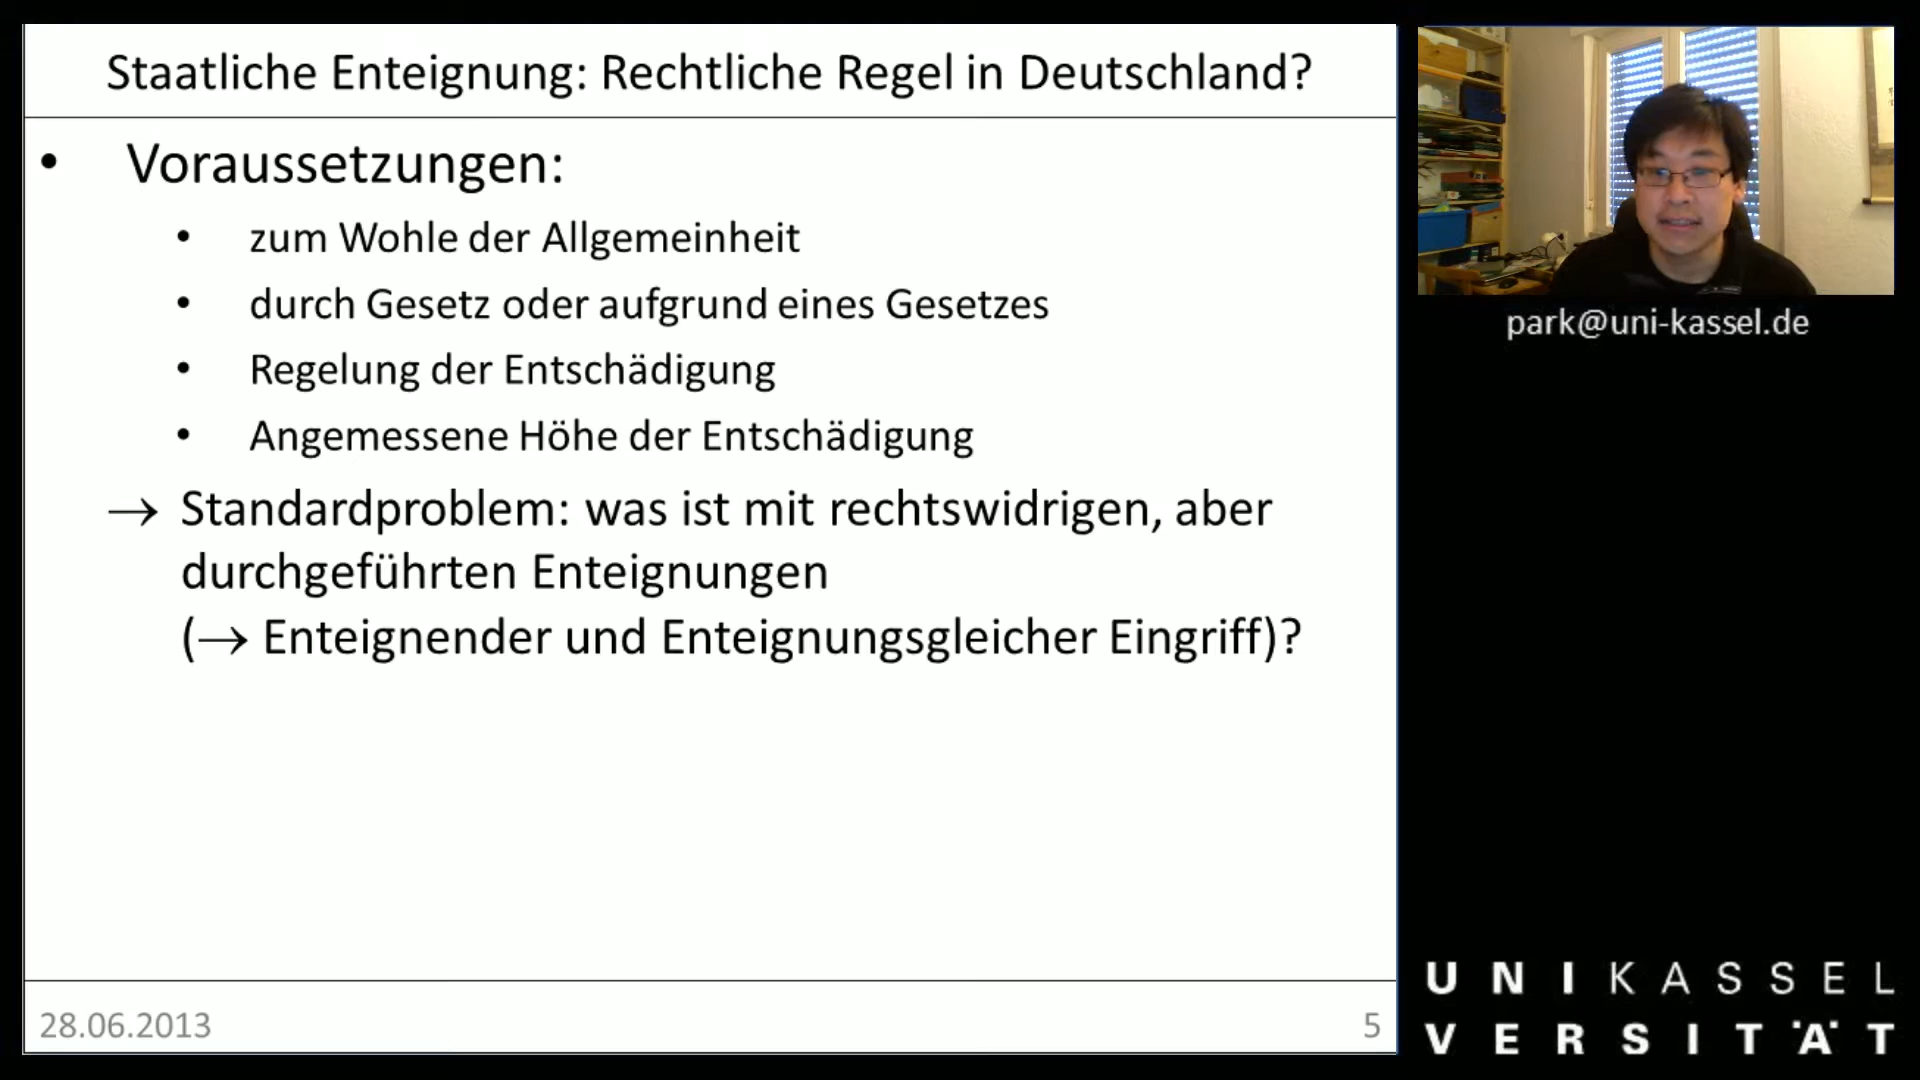 Staatliche Enteignung: Rechtliche Regel in Deutschland?
• Voraussetzungen:
• zum Wohle der Allgemeinheit
• durch Gesetz oder aufgrund eines Gesetzes
• Regelung der Entschädigung
• Angemessene Höhe der Entschädigung
→ Standardproblem: was ist mit rechtswidrigen, aber
durchgeführten Enteignungen
(→ Enteignender und Enteignungsgleicher Eingriff)?
28.06.2013
5
park@uni-kassel.de
UNIKASSEL
VERSITÄT